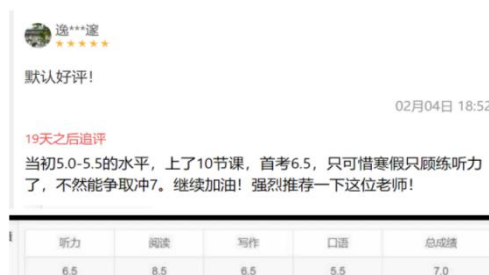 逸***邃
默认好评！
02月04日 18:52
19天之后追评
当初5.0-5.5的水平，上了10节课，首考6.5，只可惜寒假只顾练听力
了，不然能争取冲7。继续加油！强烈推荐一下这位老师！
听力 阅读 写作 口语 总成绩
6.5 8.5 6.5 5.5 7.0